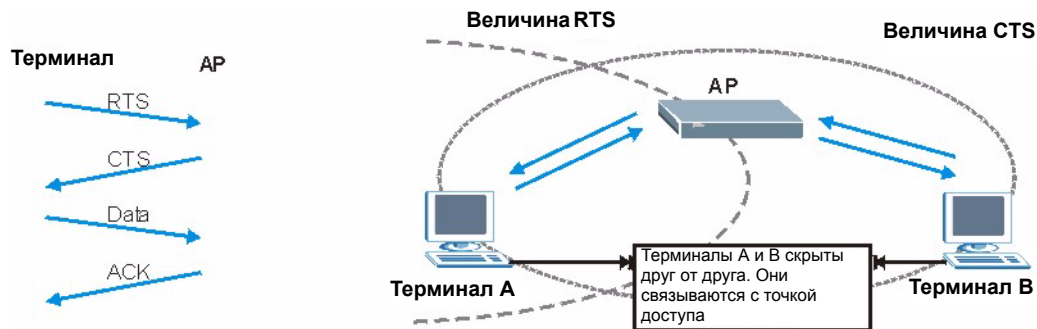 Терминал
AP
RTS
CTS
Data
ACK
Величина RTS
Величина CTS
AP
Терминал A
Терминалы А и В скрыты
друг от друга. Они
связываются с точкой
доступа
Терминал B